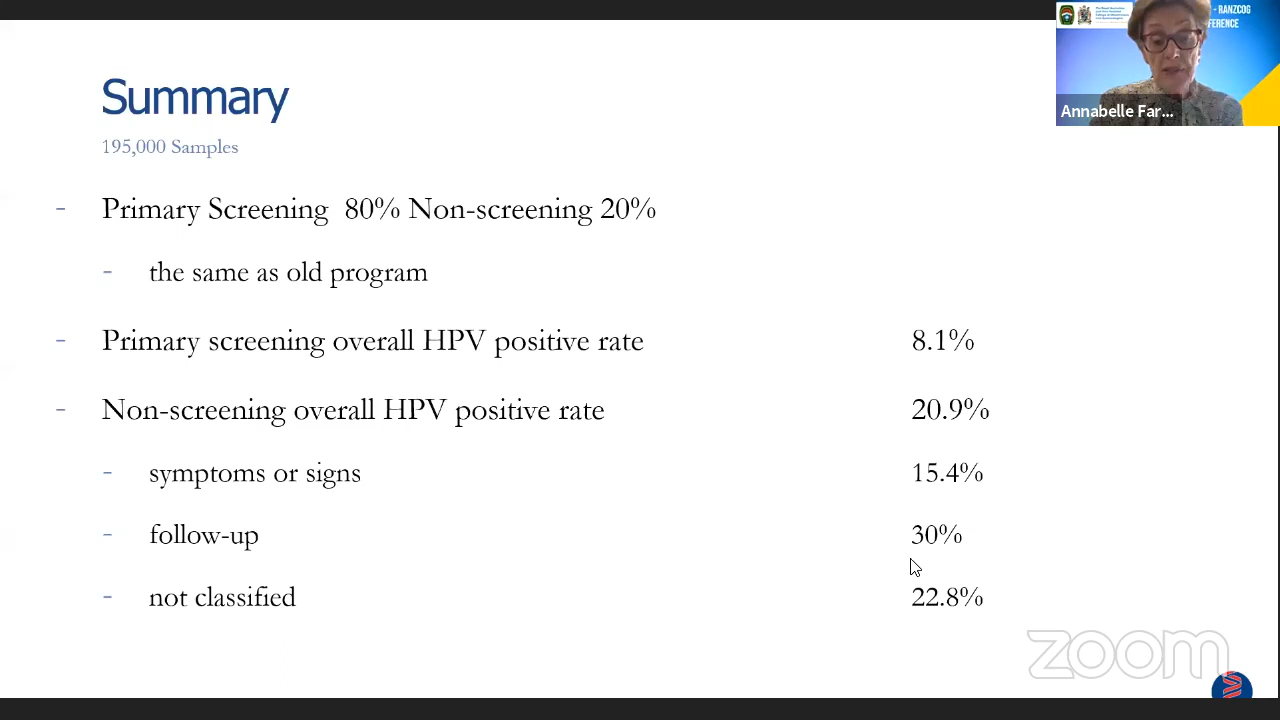 - RANZCOG
FERENCE
Annabelle Far...
Summary
195,000 Samples
- Primary Screening 80% Non-screening 20%
- the same as old program
- Primary screening overall HPV positive rate 8.1%
- Non-screening overall HPV positive rate 20.9%
- symptoms or signs 15.4%
- follow-up 30%
- not classified 22.8%
zoom